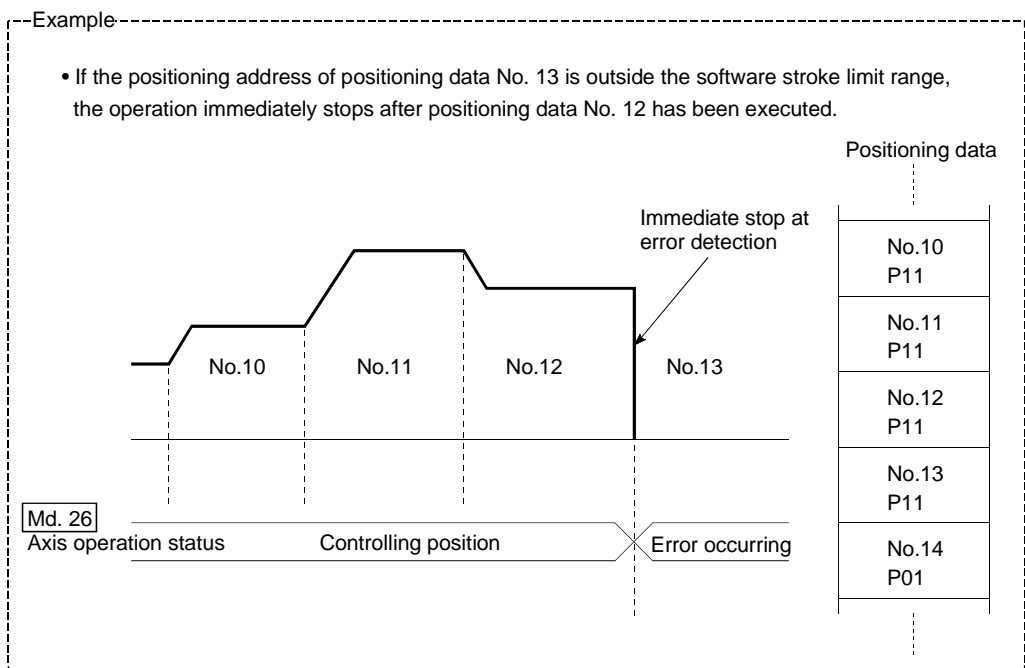 Example
• If the positioning address of positioning data No. 13 is outside the software stroke limit range,
the operation immediately stops after positioning data No. 12 has been executed.
Positioning data
Immediate stop at
error detection
No.10
No.11
No.12
No.13
No.10
P11
No.11
P11
No.12
P11
No.13
P11
No.14
P01
Md. 26
Axis operation status
Controlling position
Error occurring